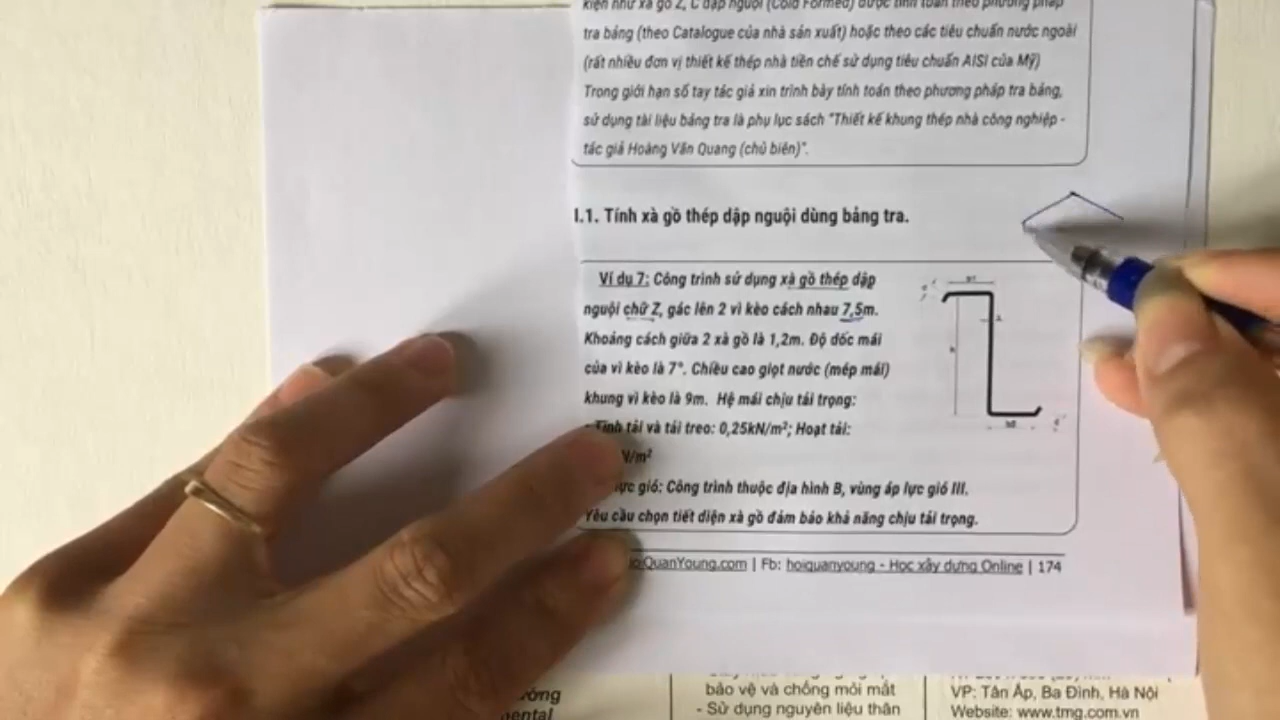 kiện như xà gồ Z, C dập nguội (Cold Formed) được tính toán theo phương pháp
tra bảng (theo Catalogue của nhà sản xuất) hoặc theo các tiêu chuẩn nước ngoài
(rất nhiều đơn vị thiết kế thép nhà tiền chế sử dụng tiêu chuẩn AISI của Mỹ)
Trong giới hạn sổ tay tác giả xin trình bày tính toán theo phương pháp tra bảng,
sử dụng tài liệu bảng tra là phụ lục sách "Thiết kế khung thép nhà công nghiệp -
tác giả Hoàng Văn Quang (chủ biên)".
I.1. Tính xà gồ thép dập nguội dùng bảng tra.
Ví dụ 7: Công trình sử dụng xà gồ thép dập
nguội chữ Z, gác lên 2 vì kèo cách nhau 7,5m.
Khoảng cách giữa 2 xà gồ là 1,2m. Độ dốc mái
của vì kèo là 7°. Chiều cao giọt nước (mép mái)
khung vì kèo là 9m. Hệ mái chịu tải trọng:
- Tĩnh tải và tải treo: 0,25kN/m²; Hoạt tải:
N/m²
lực gió: Công trình thuộc địa hình B, vùng áp lực gió III.
Yêu cầu chọn tiết diện xà gồ đảm bảo khả năng chịu tải trọng.
oiQuanYoung.com | Fb: hoiquanyoung - Học xây dựng Online | 174
bảo vệ và chống mỏi mắt
- Sử dụng nguyên liệu thân
VP: Tân Ấp, Ba Đình, Hà Nội
Website: www.tmg.com.vn